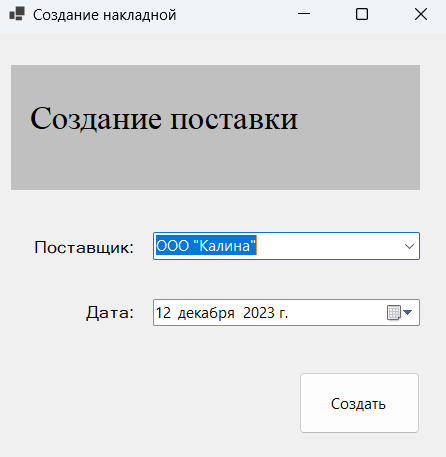 Создание накладной
Создание поставки
Поставщик: ООО "Калина"
Дата: 12 декабря 2023 г.
Создать